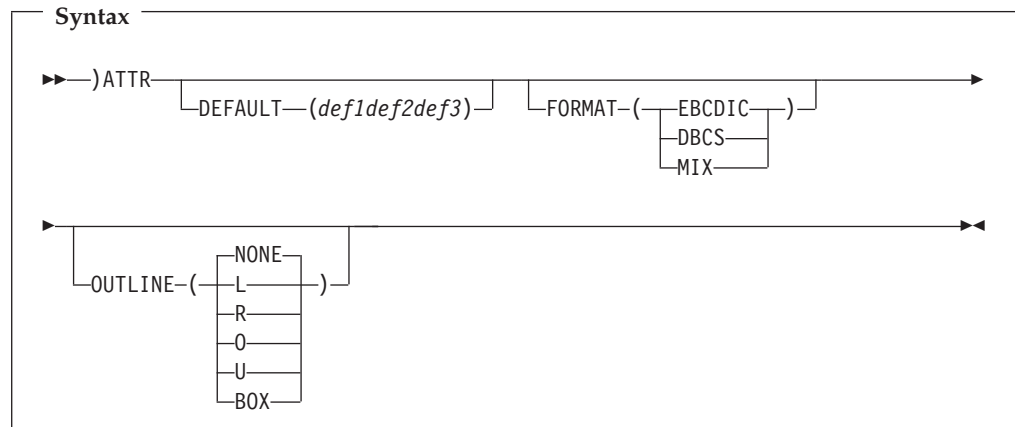 Syntax
)ATTR
DEFAULT (def1def2def3)
FORMAT ( EBCDIC )
DBCS
MIX
NONE
OUTLINE ( L )
R
O
U
BOX